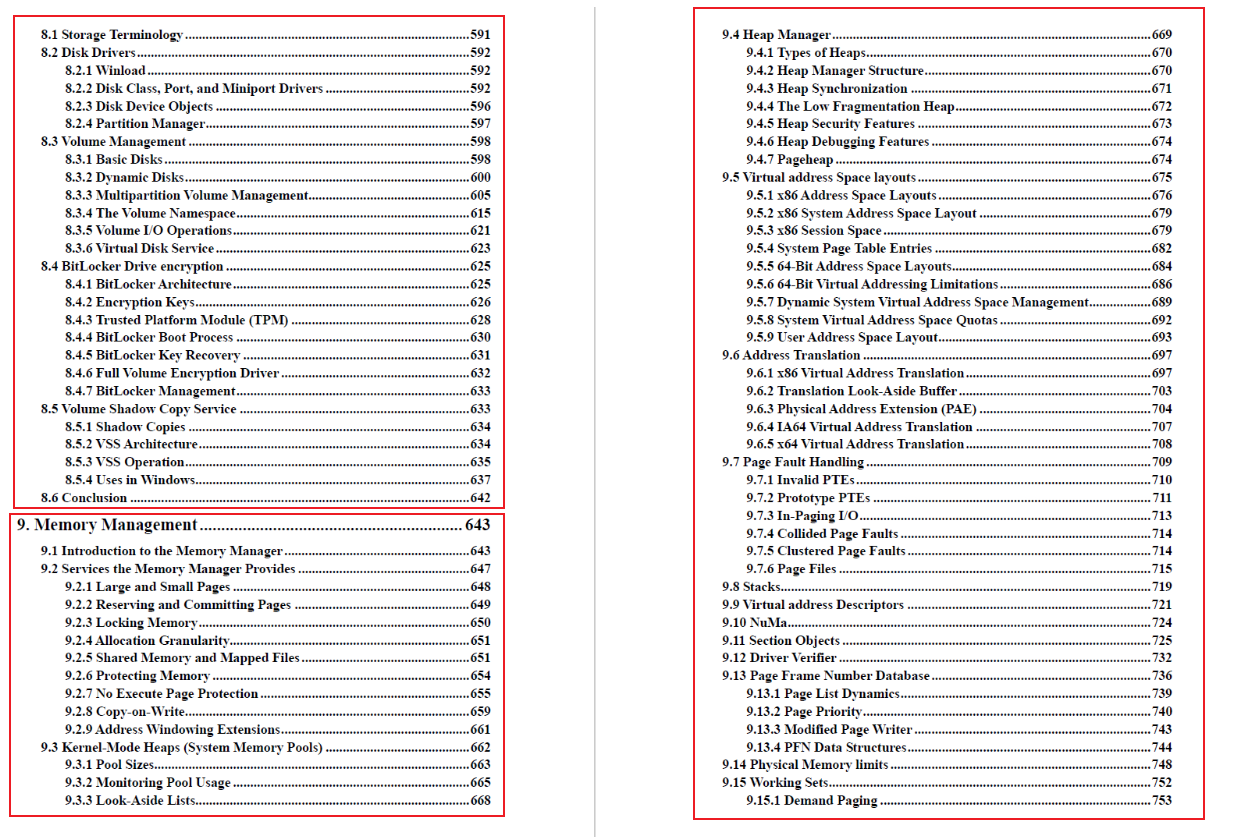 8.1 Storage Terminology ........ 591
8.2 Disk Drivers ........ 592
8.2.1 Winload ........ 592
8.2.2 Disk Class, Port, and Miniport Drivers ........ 592
8.2.3 Disk Device Objects ........ 596
8.2.4 Partition Manager ........ 597
8.3 Volume Management ........ 598
8.3.1 Basic Disks ........ 598
8.3.2 Dynamic Disks ........ 600
8.3.3 Multipartition Volume Management ........ 605
8.3.4 The Volume Namespace ........ 615
8.3.5 Volume I/O Operations ........ 621
8.3.6 Virtual Disk Service ........ 623
8.4 BitLocker Drive encryption ........ 625
8.4.1 BitLocker Architecture ........ 625
8.4.2 Encryption Keys ........ 626
8.4.3 Trusted Platform Module (TPM) ........ 628
8.4.4 BitLocker Boot Process ........ 630
8.4.5 BitLocker Key Recovery ........ 631
8.4.6 Full Volume Encryption Driver ........ 632
8.4.7 BitLocker Management ........ 633
8.5 Volume Shadow Copy Service ........ 633
8.5.1 Shadow Copies ........ 634
8.5.2 VSS Architecture ........ 634
8.5.3 VSS Operation ........ 635
8.5.4 Uses in Windows ........ 637
8.6 Conclusion ........ 642
9. Memory Management ........ 643
9.1 Introduction to the Memory Manager ........ 643
9.2 Services the Memory Manager Provides ........ 647
9.2.1 Large and Small Pages ........ 648
9.2.2 Reserving and Committing Pages ........ 649
9.2.3 Locking Memory ........ 650
9.2.4 Allocation Granularity ........ 651
9.2.5 Shared Memory and Mapped Files ........ 651
9.2.6 Protecting Memory ........ 654
9.2.7 No Execute Page Protection ........ 655
9.2.8 Copy-on-Write ........ 659
9.2.9 Address Windowing Extensions ........ 661
9.3 Kernel-Mode Heaps (System Memory Pools) ........ 662
9.3.1 Pool Sizes ........ 663
9.3.2 Monitoring Pool Usage ........ 665
9.3.3 Look-Aside Lists ........ 668
9.4 Heap Manager ........ 669
9.4.1 Types of Heaps ........ 670
9.4.2 Heap Manager Structure ........ 670
9.4.3 Heap Synchronization ........ 671
9.4.4 The Low Fragmentation Heap ........ 672
9.4.5 Heap Security Features ........ 673
9.4.6 Heap Debugging Features ........ 674
9.4.7 Pageheap ........ 674
9.5 Virtual address Space layouts ........ 675
9.5.1 x86 Address Space Layouts ........ 676
9.5.2 x86 System Address Space Layout ........ 679
9.5.3 x86 Session Space ........ 679
9.5.4 System Page Table Entries ........ 682
9.5.5 64-Bit Address Space Layouts ........ 684
9.5.6 64-Bit Virtual Addressing Limitations ........ 686
9.5.7 Dynamic System Virtual Address Space Management ........ 689
9.5.8 System Virtual Address Space Quotas ........ 692
9.5.9 User Address Space Layout ........ 693
9.6 Address Translation ........ 697
9.6.1 x86 Virtual Address Translation ........ 697
9.6.2 Translation Look-Aside Buffer ........ 703
9.6.3 Physical Address Extension (PAE) ........ 704
9.6.4 IA64 Virtual Address Translation ........ 707
9.6.5 x64 Virtual Address Translation ........ 708
9.7 Page Fault Handling ........ 709
9.7.1 Invalid PTEs ........ 710
9.7.2 Prototype PTEs ........ 711
9.7.3 In-Paging I/O ........ 713
9.7.4 Collided Page Faults ........ 714
9.7.5 Clustered Page Faults ........ 714
9.7.6 Page Files ........ 715
9.8 Stacks ........ 719
9.9 Virtual address Descriptors ........ 721
9.10 NuMa ........ 724
9.11 Section Objects ........ 725
9.12 Driver Verifier ........ 732
9.13 Page Frame Number Database ........ 736
9.13.1 Page List Dynamics ........ 739
9.13.2 Page Priority ........ 740
9.13.3 Modified Page Writer ........ 743
9.13.4 PFN Data Structures ........ 744
9.14 Physical Memory limits ........ 748
9.15 Working Sets ........ 752
9.15.1 Demand Paging ........ 753